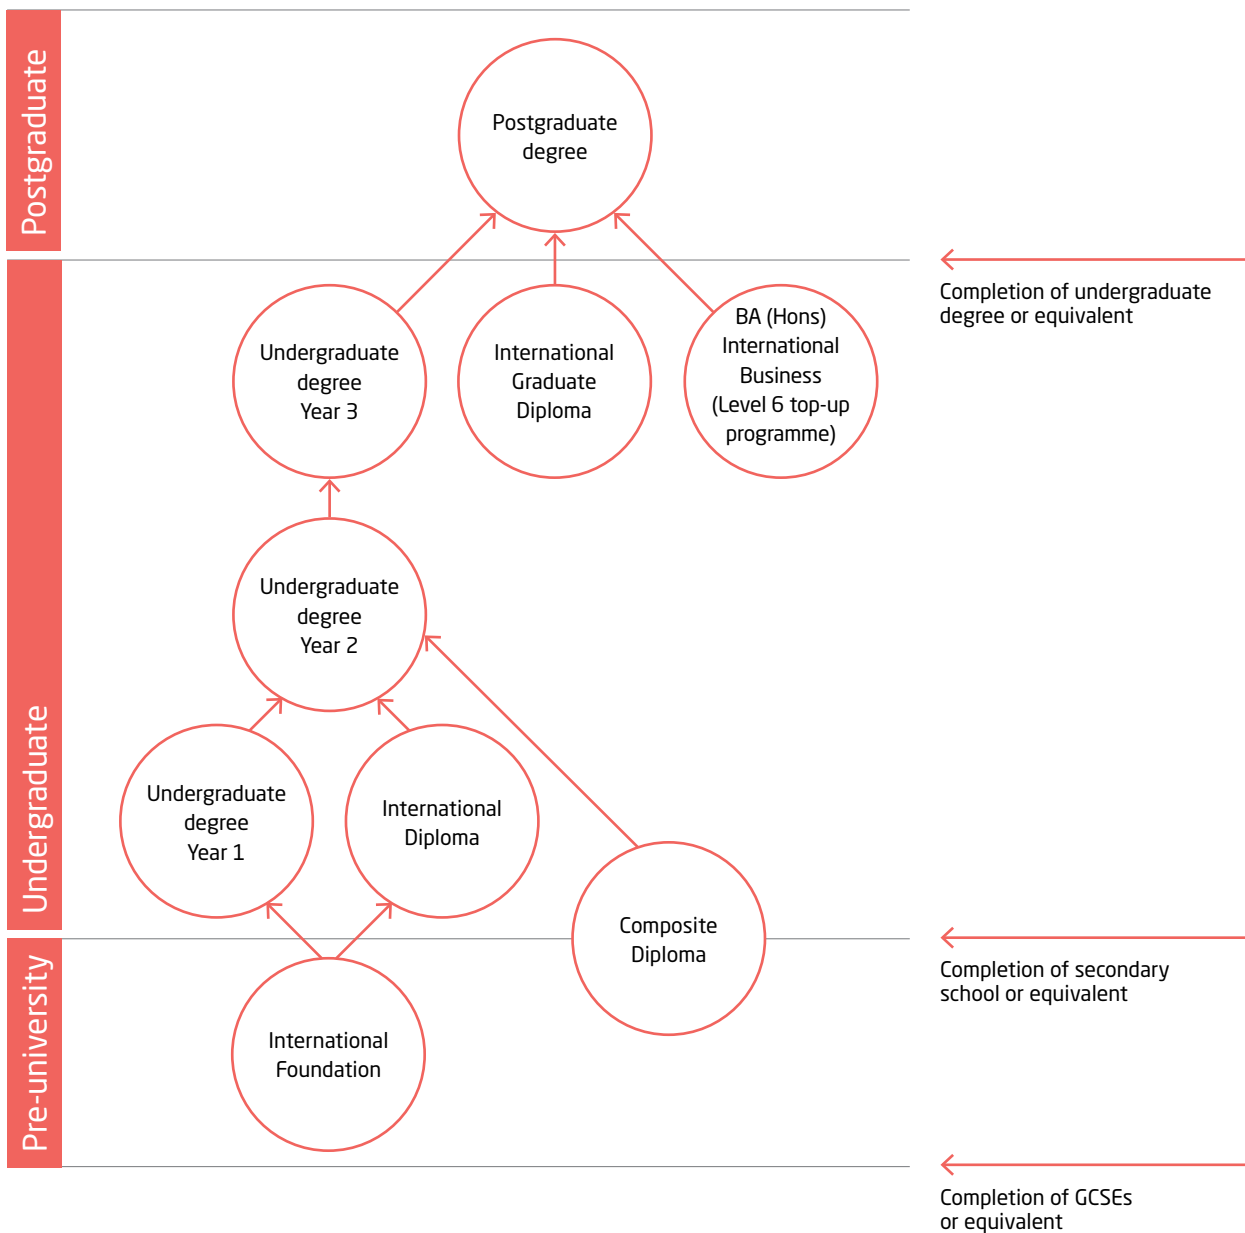 Postgraduate
Postgraduate
degree
Completion of undergraduate
degree or equivalent
Undergraduate
Undergraduate
degree
Year 3
International
Graduate
Diploma
BA (Hons)
International
Business
(Level 6 top-up
programme)
Undergraduate
degree
Year 2
Undergraduate
degree
Year 1
International
Diploma
Composite
Diploma
Completion of secondary
school or equivalent
Pre-university
International
Foundation
Completion of GCSEs
or equivalent